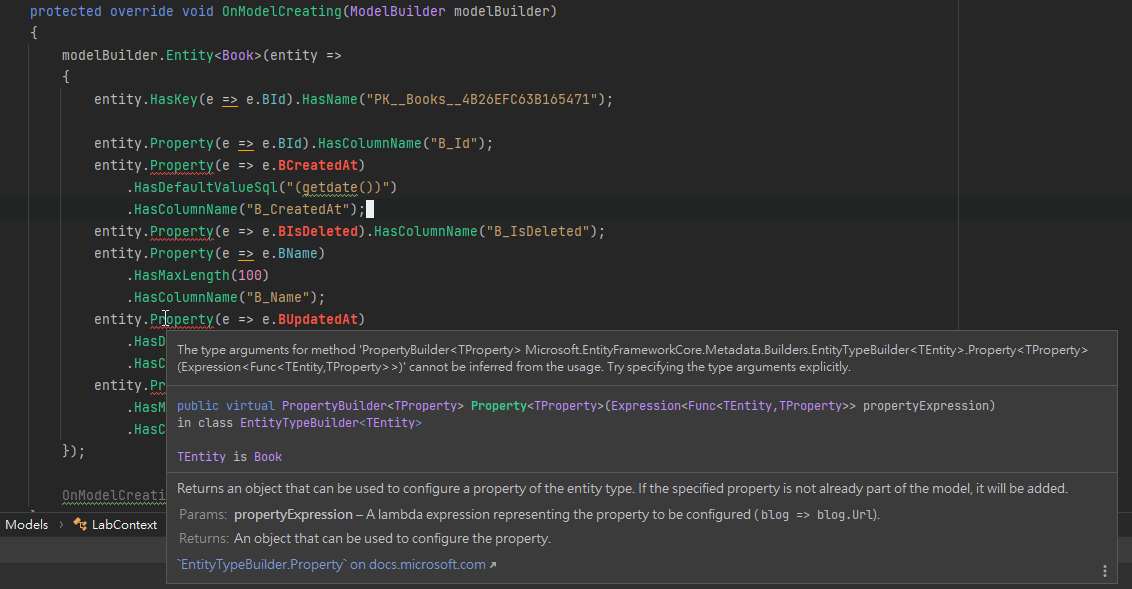 protected override void OnModelCreating(ModelBuilder modelBuilder)
{
modelBuilder.Entity<Book>(entity =>
{
entity.HasKey(e => e.BId).HasName("PK__Books__4B26EFC63B165471");
entity.Property(e => e.BId).HasColumnName("B_Id");
entity.Property(e => e.BCreatedAt)
.HasDefaultValueSql("(getdate())")
.HasColumnName("B_CreatedAt");
entity.Property(e => e.BIsDeleted).HasColumnName("B_IsDeleted");
entity.Property(e => e.BName)
.HasMaxLength(100)
.HasColumnName("B_Name");
entity.Property(e => e.BUpdatedAt)
.HasD
.HasC
entity.Pr
.HasM
.HasC
});
OnModelCreati
Models › LabContext
The type arguments for method 'PropertyBuilder<TProperty> Microsoft.EntityFrameworkCore.Metadata.Builders.EntityTypeBuilder<TEntity>.Property<TProperty>
(Expression<Func<TEntity,TProperty>>)' cannot be inferred from the usage. Try specifying the type arguments explicitly.
public virtual PropertyBuilder<TProperty> Property<TProperty>(Expression<Func<TEntity,TProperty>> propertyExpression)
in class EntityTypeBuilder<TEntity>
TEntity is Book
Returns an object that can be used to configure a property of the entity type. If the specified property is not already part of the model, it will be added.
Params: propertyExpression – A lambda expression representing the property to be configured ( blog => blog.Url).
Returns: An object that can be used to configure the property.
`EntityTypeBuilder.Property` on docs.microsoft.com ↗